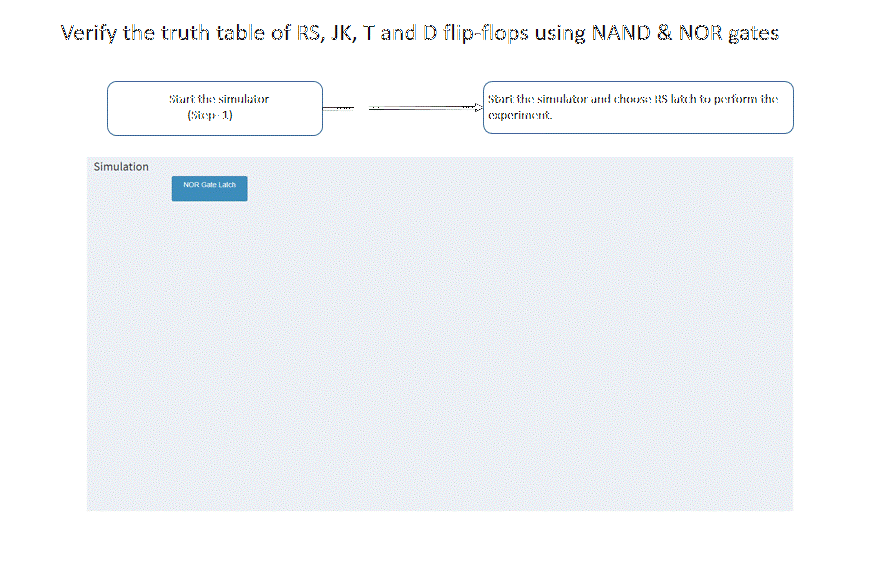 Verify the truth table of RS, JK, T and D flip-flops using NAND & NOR gates
Start the simulator
(Step- 1)
Start the simulator and choose RS latch to perform the
experiment.
Simulation
NOR Gate Latch